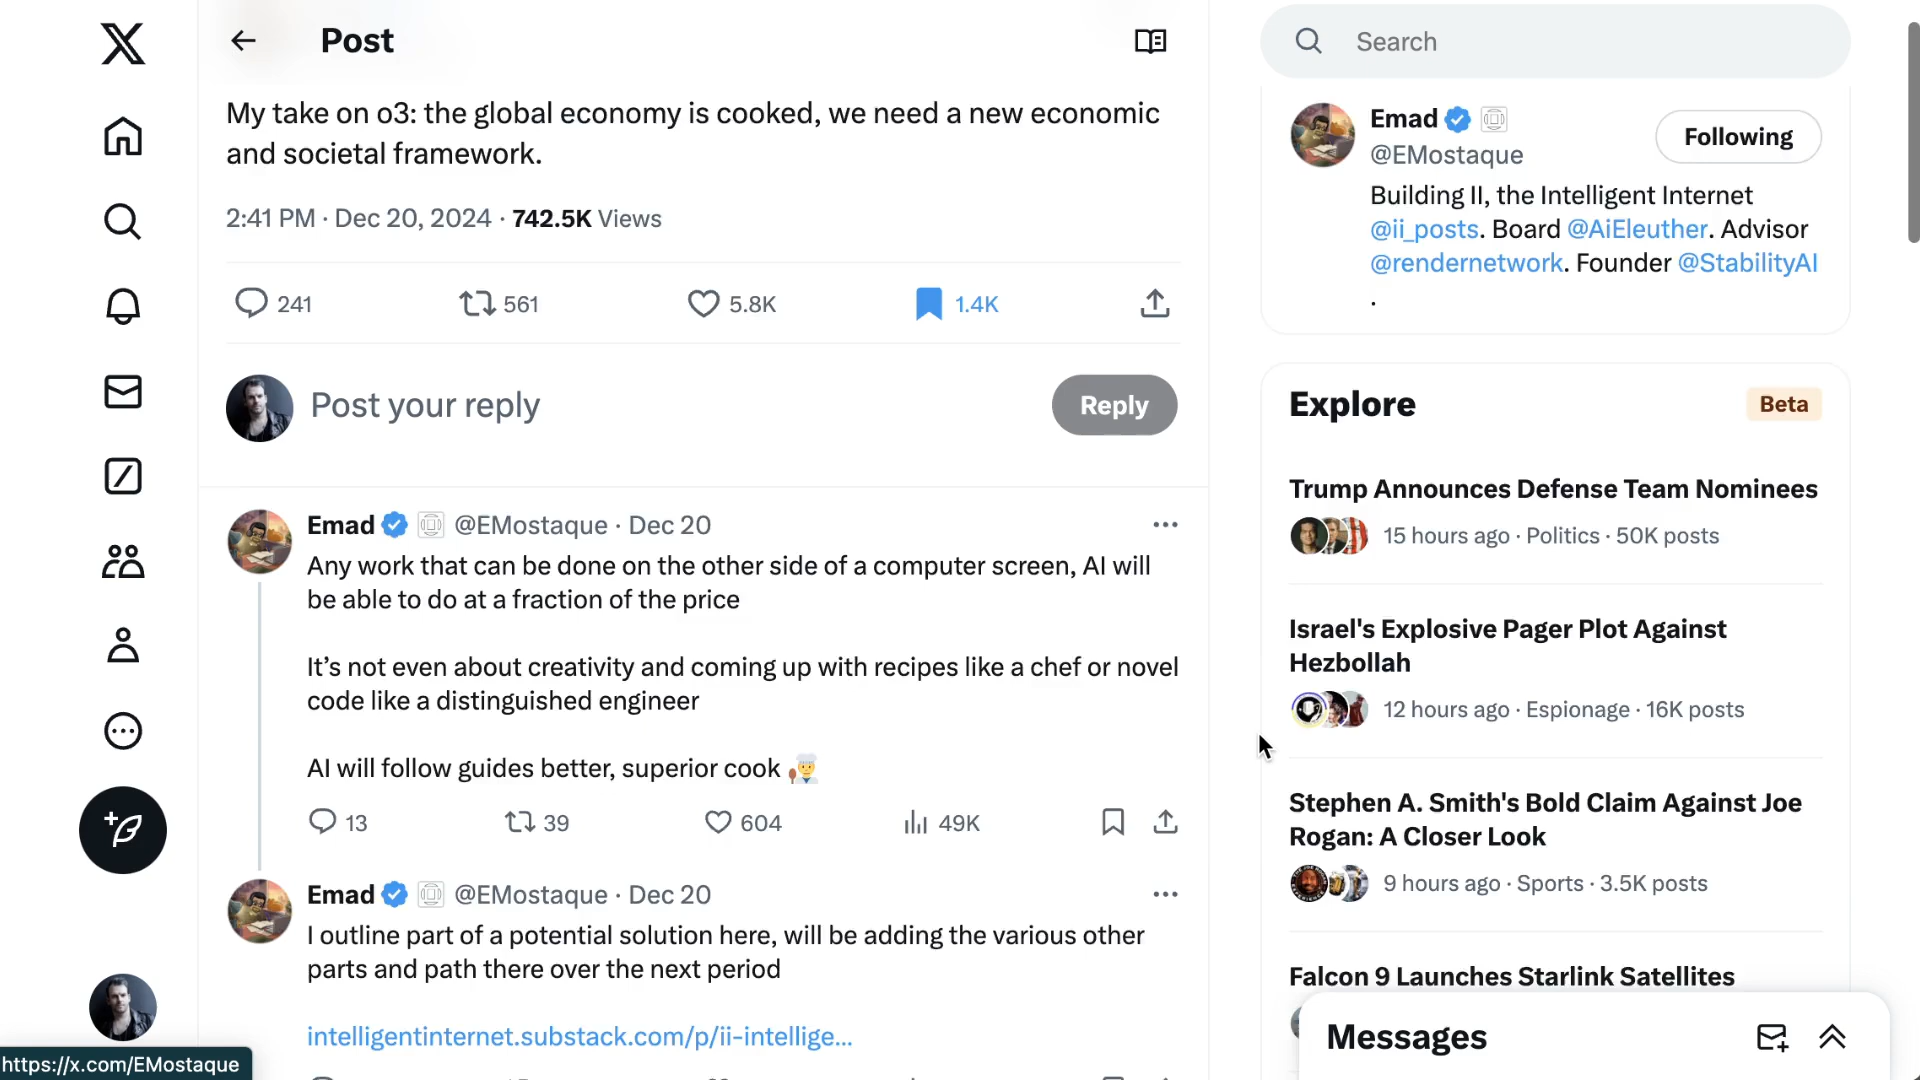 Post
My take on o3: the global economy is cooked, we need a new economic
and societal framework.
2:41 PM · Dec 20, 2024 · 742.5K Views
241
561
5.8K
1.4K
Post your reply
Reply
Emad @EMostaque · Dec 20
Any work that can be done on the other side of a computer screen, AI will
be able to do at a fraction of the price
It’s not even about creativity and coming up with recipes like a chef or novel
code like a distinguished engineer
AI will follow guides better, superior cook
13
39
604
49K
Emad @EMostaque · Dec 20
I outline part of a potential solution here, will be adding the various other
parts and path there over the next period
intelligentinternet.substack.com/p/ii-intellige...
https://x.com/EMostaque
Search
Emad
@EMostaque
Following
Building II, the Intelligent Internet
@ii_posts. Board @AiEleuther. Advisor
@rendernetwork. Founder @StabilityAI
.
Explore
Beta
Trump Announces Defense Team Nominees
15 hours ago · Politics · 50K posts
Israel's Explosive Pager Plot Against
Hezbollah
12 hours ago · Espionage · 16K posts
Stephen A. Smith's Bold Claim Against Joe
Rogan: A Closer Look
9 hours ago · Sports · 3.5K posts
Falcon 9 Launches Starlink Satellites
Messages